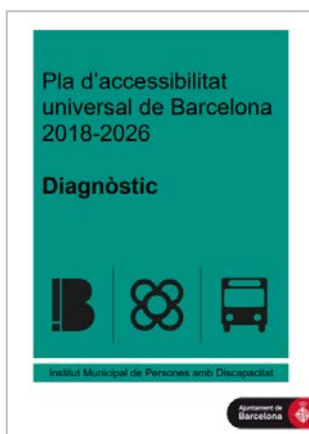 Pla d'accessibilitat
universal de Barcelona
2018-2026
Diagnòstic
Institut Municipal de Persones amb Discapacitat
Ajuntament de
Barcelona